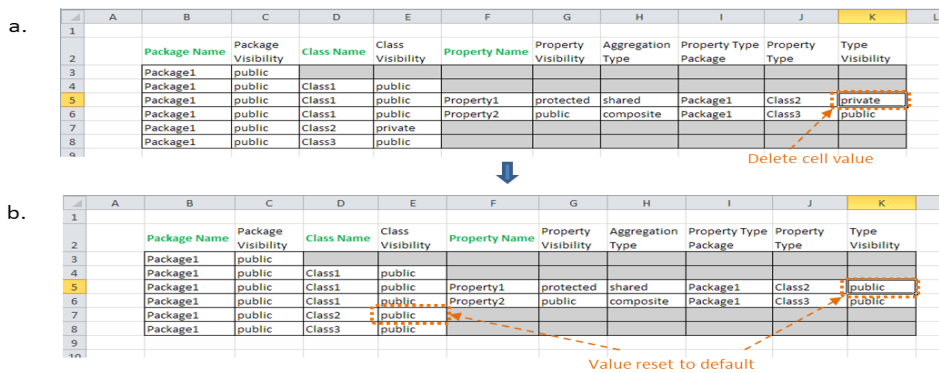 a.
A B C D E F G H I J K L
1
2 Package Name Package Visibility Class Name Class Visibility Property Name Property Visibility Aggregation Type Property Type Package Property Type Type Visibility
3 Package1 public
4 Package1 public Class1 public
5 Package1 public Class1 public Property1 protected shared Package1 Class2 private
6 Package1 public Class1 public Property2 public composite Package1 Class3 public
7 Package1 public Class2 private
8 Package1 public Class3 public
9
Delete cell value
b.
A B C D E F G H I J K
1
2 Package Name Package Visibility Class Name Class Visibility Property Name Property Visibility Aggregation Type Property Type Package Property Type Type Visibility
3 Package1 public
4 Package1 public Class1 public
5 Package1 public Class1 public Property1 protected shared Package1 Class2 public
6 Package1 public Class1 public Property2 public composite Package1 Class3 public
7 Package1 public Class2 public
8 Package1 public Class3 public
9
10
Value reset to default